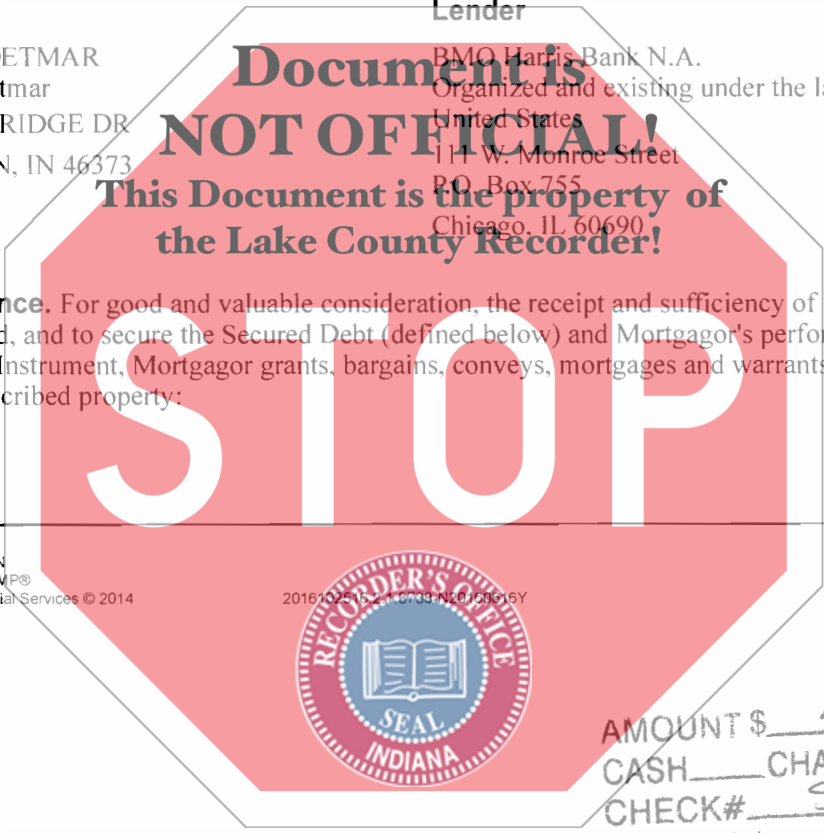 Lender
ETMAR
tmar
RIDGE DR
N, IN 46373
BMO Harris Bank N.A.
Organized and existing under the la
United States
111 W. Monroe Street
P.O. Box 755
Chicago, IL 60690
Document is
NOT OFFICIAL!
This Document is the property of
the Lake County Recorder!
nce. For good and valuable consideration, the receipt and sufficiency of
d, and to secure the Secured Debt (defined below) and Mortgagor's perfor
Instrument, Mortgagor grants, bargains, conveys, mortgages and warrants
cribed property:
STOP
N
MP®
ial Services © 2014
RECORDER'S OFFICE
SEAL
INDIANA
AMOUNT $
CASH CHA
CHECK#